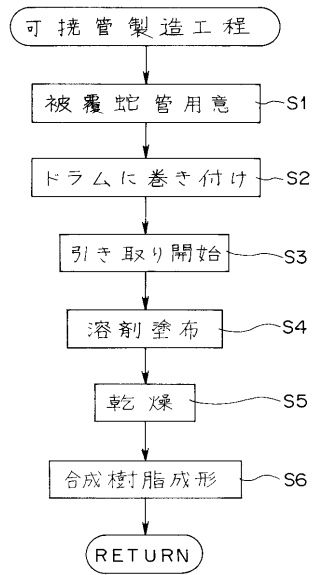 可撓管製造工程
被覆蛇管用意 S1
ドラムに巻き付け S2
引き取り開始 S3
溶剤塗布 S4
乾燥 S5
合成樹脂成形 S6
RETURN